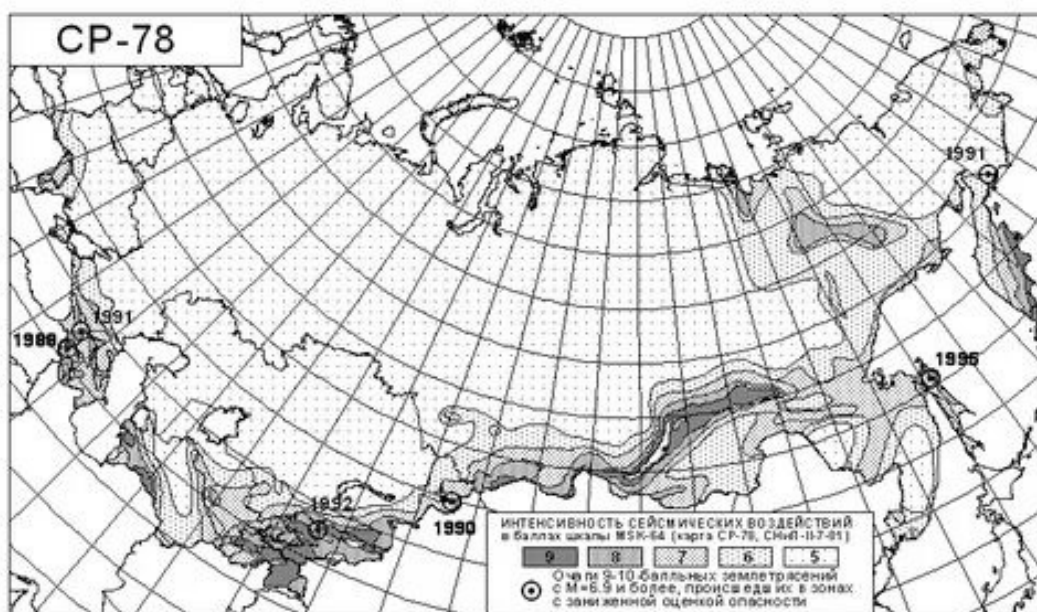 СР-78
1991
1991
1988
1995
1992
1990
ИНТЕНСИВНОСТЬ СЕЙСМИЧЕСКИХ ВОЗДЕЙСТВИЙ
в баллах шкалы MSK-64 (карта СР-78, СНиП-II-7-81)
9 8 7 6 5
Очаги 9-10-балльных землетрясений
с М=6.9 и более, происшедших в зонах
с заниженной оценкой опасности